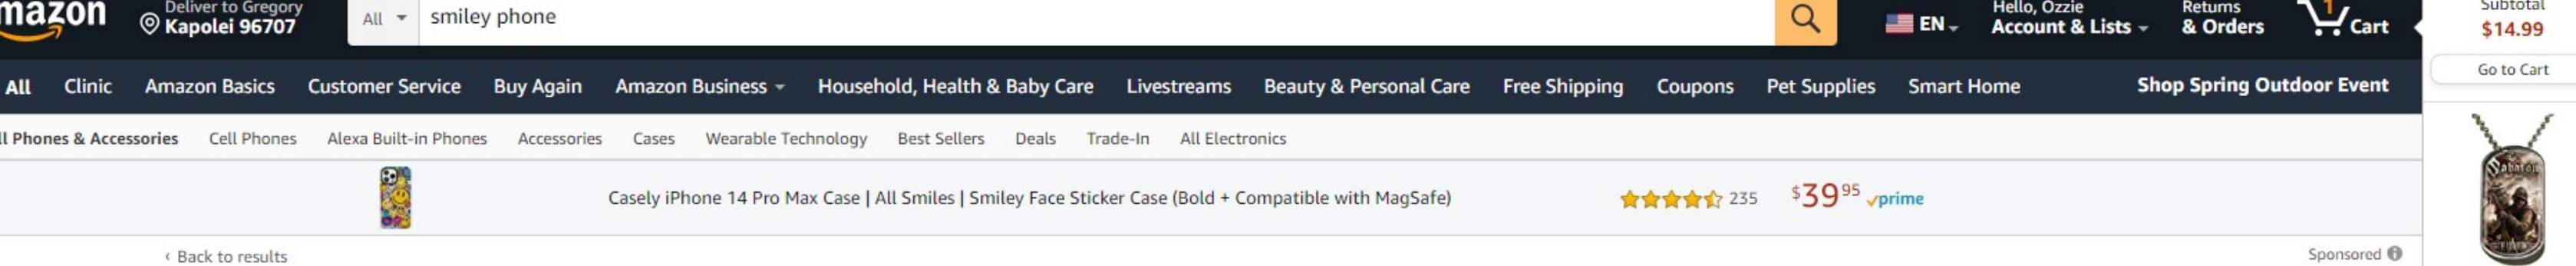 mazon
Deliver to Gregory
Kapolei 96707
All
smiley phone
EN
Hello, Ozzie
Account & Lists
Returns
& Orders
1
Cart
Subtotal
$14.99
Go to Cart
All Clinic Amazon Basics Customer Service Buy Again Amazon Business Household, Health & Baby Care Livestreams Beauty & Personal Care Free Shipping Coupons Pet Supplies Smart Home Shop Spring Outdoor Event
ll Phones & Accessories Cell Phones Alexa Built-in Phones Accessories Cases Wearable Technology Best Sellers Deals Trade-In All Electronics
Casely iPhone 14 Pro Max Case | All Smiles | Smiley Face Sticker Case (Bold + Compatible with MagSafe) 235 $3995 prime
Sabaton
‹ Back to results
Sponsored